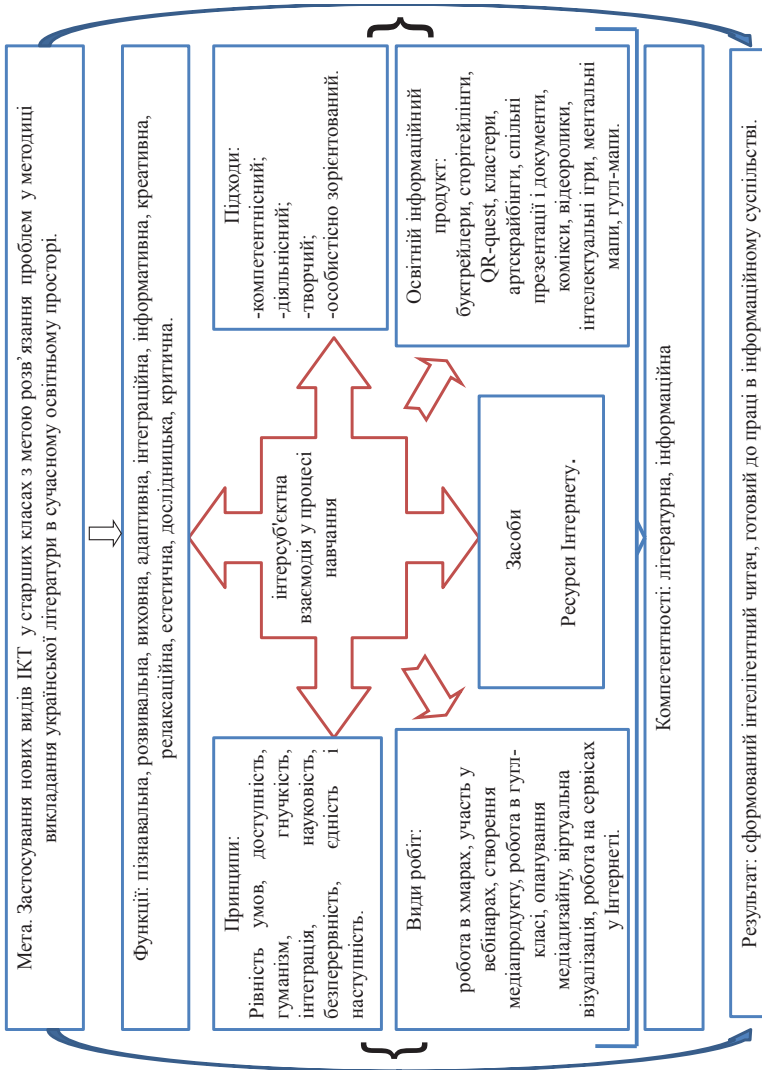 Мета. Застосування нових видів ІКТ у старших класах з метою розв'язання проблем у методиці
викладання української літератури в сучасному освітньому просторі.
Функції: пізнавальна, розвивальна, виховна, адаптивна, інтеграційна, інформативна, креативна,
релаксаційна, естетична, дослідницька, критична.
Принципи:
Рівність умов, доступність,
гуманізм, гнучкість,
інтеграція, науковість,
безперервність, єдність і
наступність.
інтерсуб'єктна
взаємодія у процесі
навчання
Підходи:
-компетентнісний;
-діяльнісний;
-творчий;
-особистісно зорієнтований.
Види робіт:
робота в хмарах, участь у
вебінарах, створення
медіапродукту, робота в гугл-
класі, опанування
медіадизайну, віртуальна
візуалізація, робота на сервісах
у Інтернеті.
Засоби
Ресурси Інтернету.
Освітній інформаційний
продукт:
буктрейлери, сторітейлінги,
QR-quest, кластери,
артскрайбінги, спільні
презентації і документи,
комікси, відеоролики,
інтелектуальні ігри, ментальні
мапи, гугл-мапи.
Компетентності: літературна, інформаційна
Результат: сформований інтелігентний читач, готовий до праці в інформаційному суспільстві.